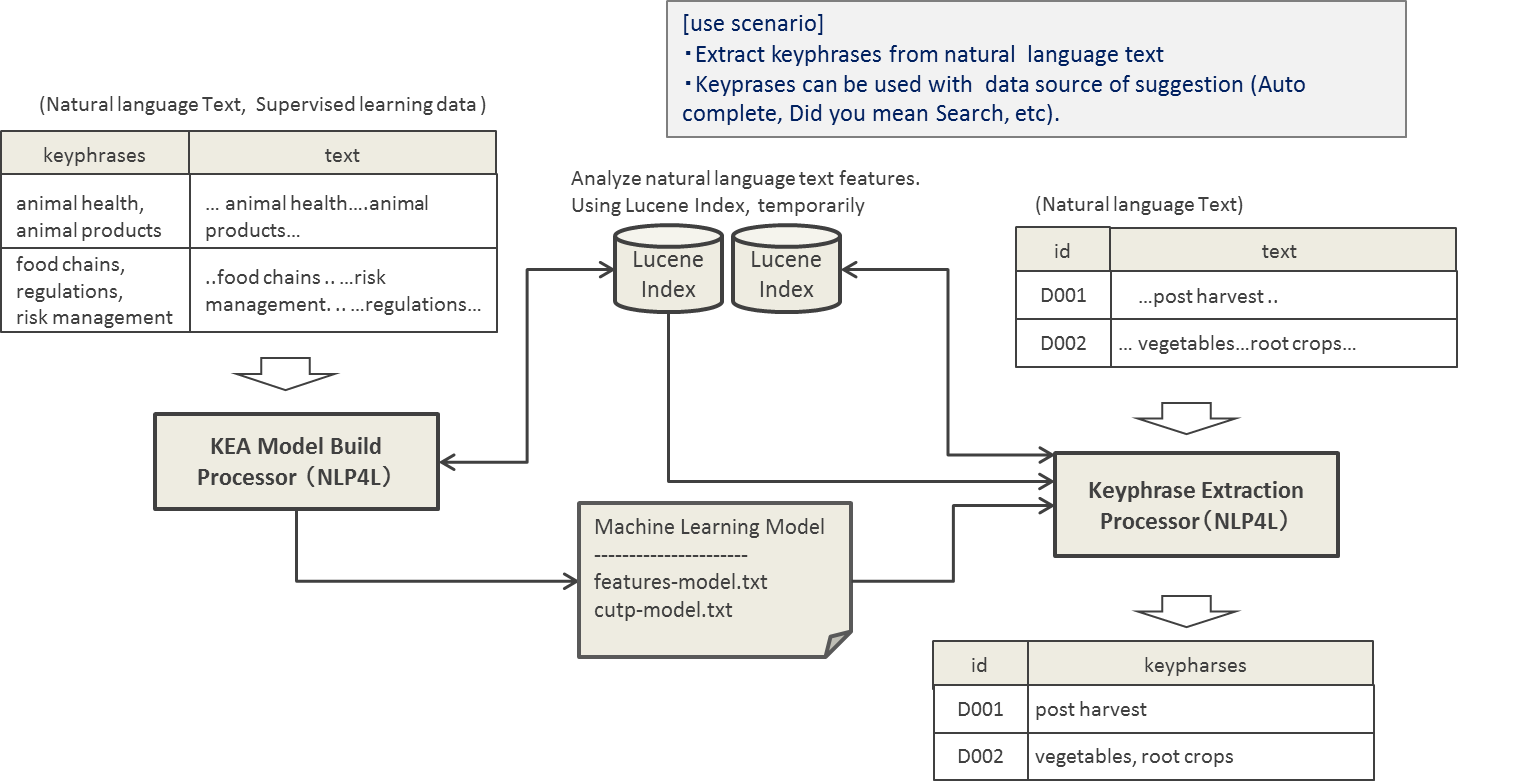 [use scenario]
・Extract keyphrases from natural language text
・Keyprases can be used with data source of suggestion (Auto
complete, Did you mean Search, etc).
(Natural language Text, Supervised learning data )
keyphrases text
animal health,
animal products
... animal health....animal
products...
food chains,
regulations,
risk management
..food chains .. ...risk
management. .. ...regulations...
Analyze natural language text features.
Using Lucene Index, temporarily
Lucene
Index
Lucene
Index
(Natural language Text)
id text
D001 ...post harvest ..
D002 ... vegetables...root crops...
KEA Model Build
Processor（NLP4L）
Keyphrase Extraction
Processor（NLP4L）
Machine Learning Model
----------------------
features-model.txt
cutp-model.txt
id keypharses
D001 post harvest
D002 vegetables, root crops